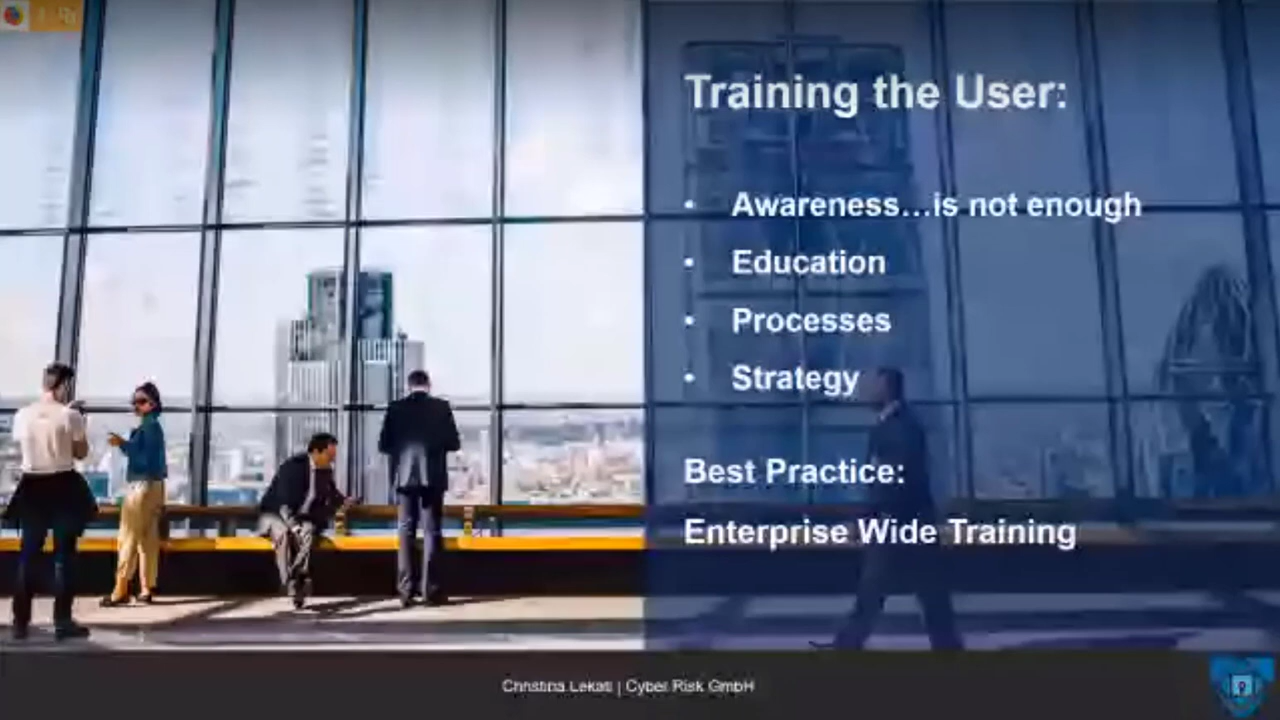 Training the User:
• Awareness…is not enough
• Education
• Processes
• Strategy
Best Practice:
Enterprise Wide Training
Christina Lekati | Cyber Risk GmbH